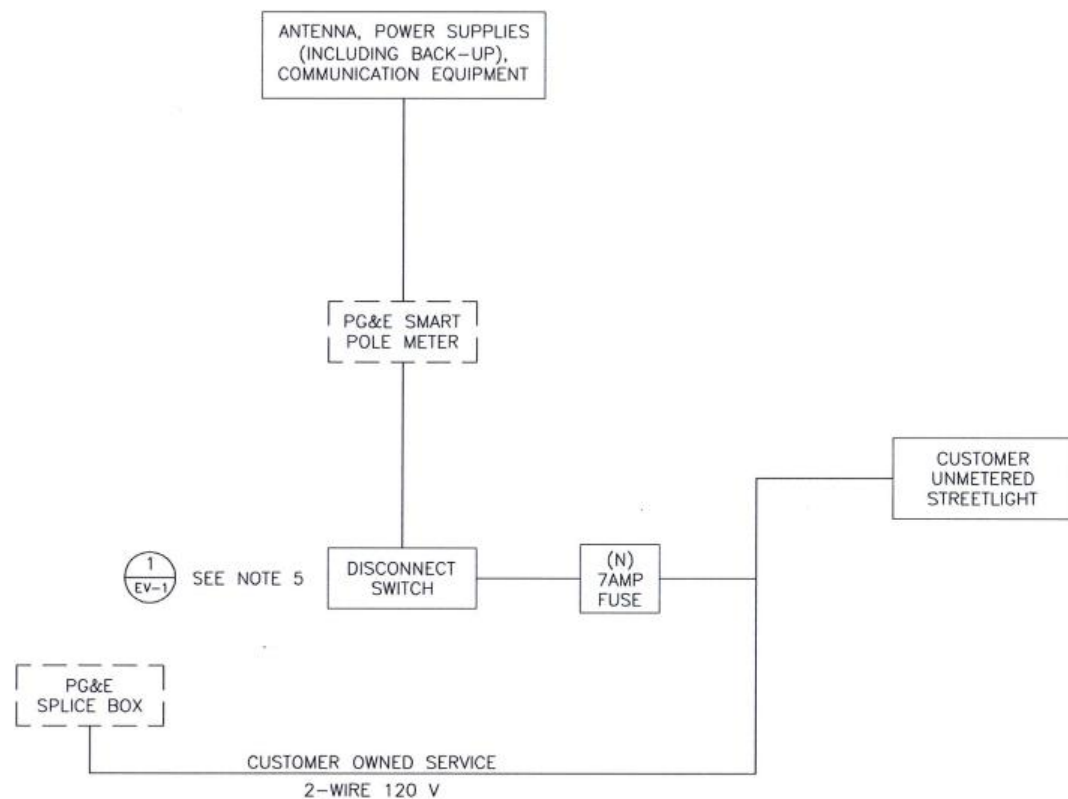 ANTENNA, POWER SUPPLIES
(INCLUDING BACK-UP),
COMMUNICATION EQUIPMENT
PG&E SMART
POLE METER
CUSTOMER
UNMETERED
STREETLIGHT
1
EV-1
SEE NOTE 5
DISCONNECT
SWITCH
(N)
7AMP
FUSE
PG&E
SPLICE BOX
CUSTOMER OWNED SERVICE
2-WIRE 120 V